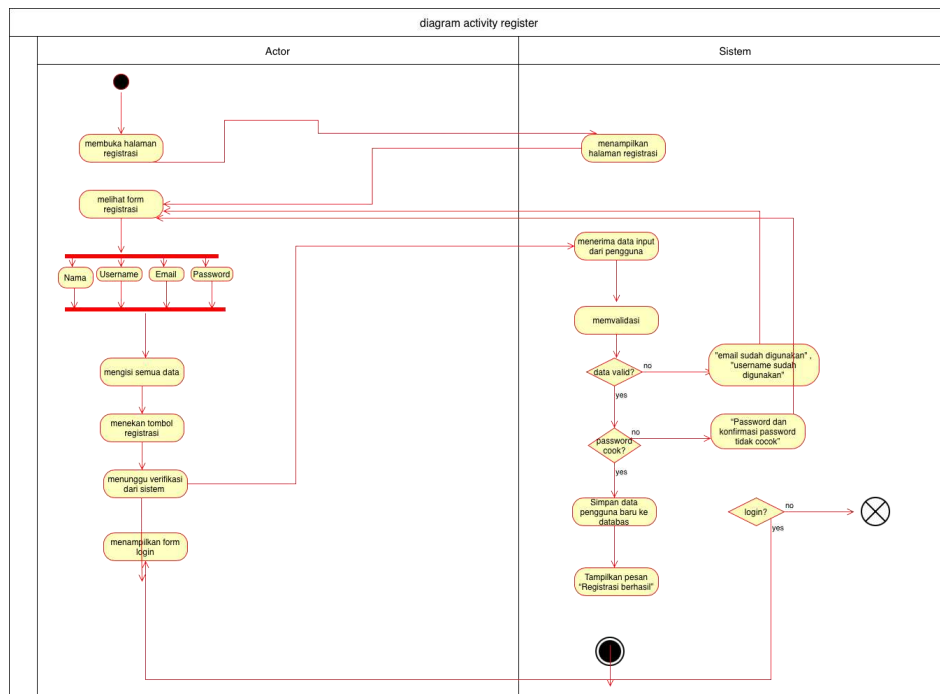 diagram activity register
Actor
Sistem
membuka halaman
registrasi
menampilkan
halaman registrasi
melihat form
registrasi
menerima data input
dari pengguna
Nama
Username
Email
Password
memvalidasi
mengisi semua data
data valid?
no
yes
"email sudah digunakan" ,
"username sudah
digunakan"
menekan tombol
registrasi
password
cook?
no
yes
"Password dan
konfirmasi password
tidak cocok"
menunggu verifikasi
dari sistem
Simpan data
pengguna baru ke
databas
login?
no
yes
menampilkan form
login
Tampilkan pesan
"Registrasi berhasil"